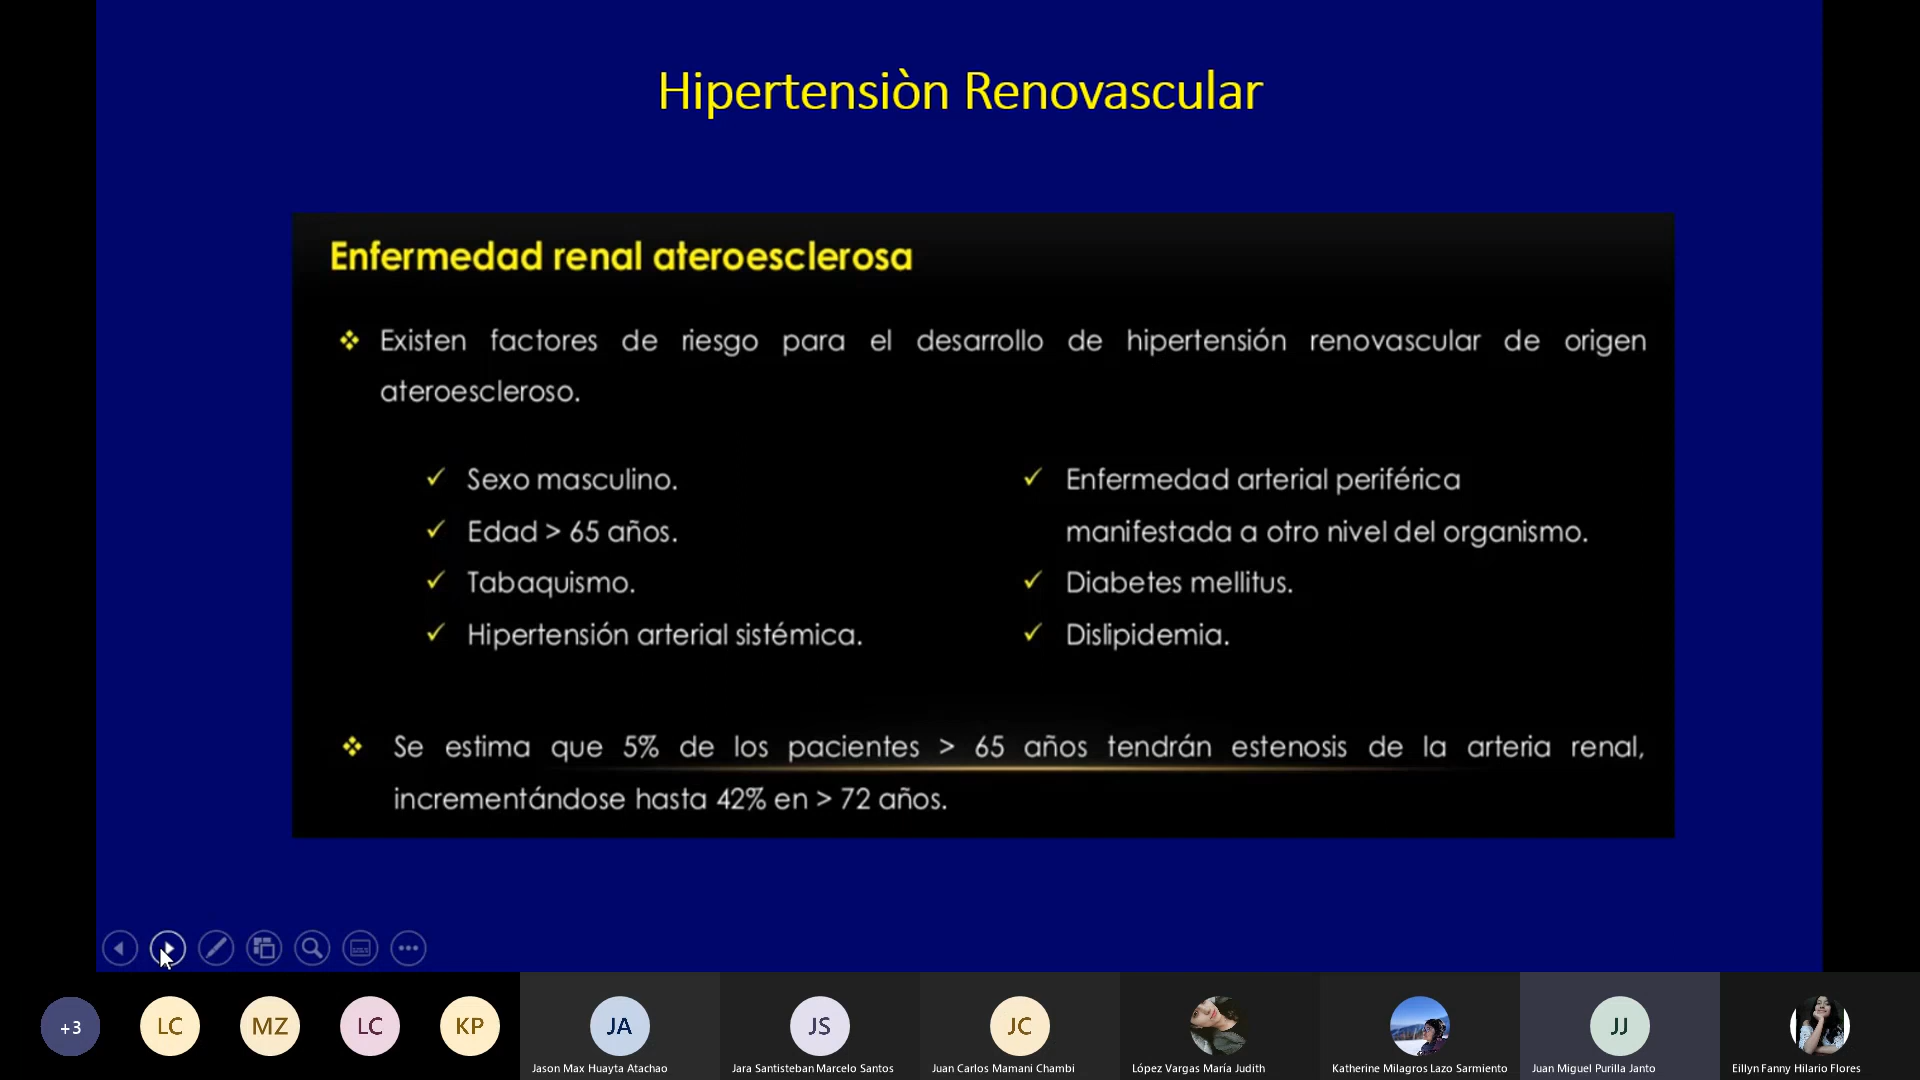 Hipertensiòn Renovascular
Enfermedad renal ateroesclerosa
Existen factores de riesgo para el desarrollo de hipertensión renovascular de origen
ateroescleroso.
Sexo masculino.
Edad > 65 años.
Tabaquismo.
Hipertensión arterial sistémica.
Enfermedad arterial periférica
manifestada a otro nivel del organismo.
Diabetes mellitus.
Dislipidemia.
Se estima que 5% de los pacientes > 65 años tendrán estenosis de la arteria renal,
incrementándose hasta 42% en > 72 años.
+3
LC
MZ
LC
KP
JA
JS
JC
JJ
Jason Max Huayta Atachao
Jara Santisteban Marcelo Santos
Juan Carlos Mamani Chambi
López Vargas María Judith
Katherine Milagros Lazo Sarmiento
Juan Miguel Purilla Janto
Eillyn Fanny Hilario Flores